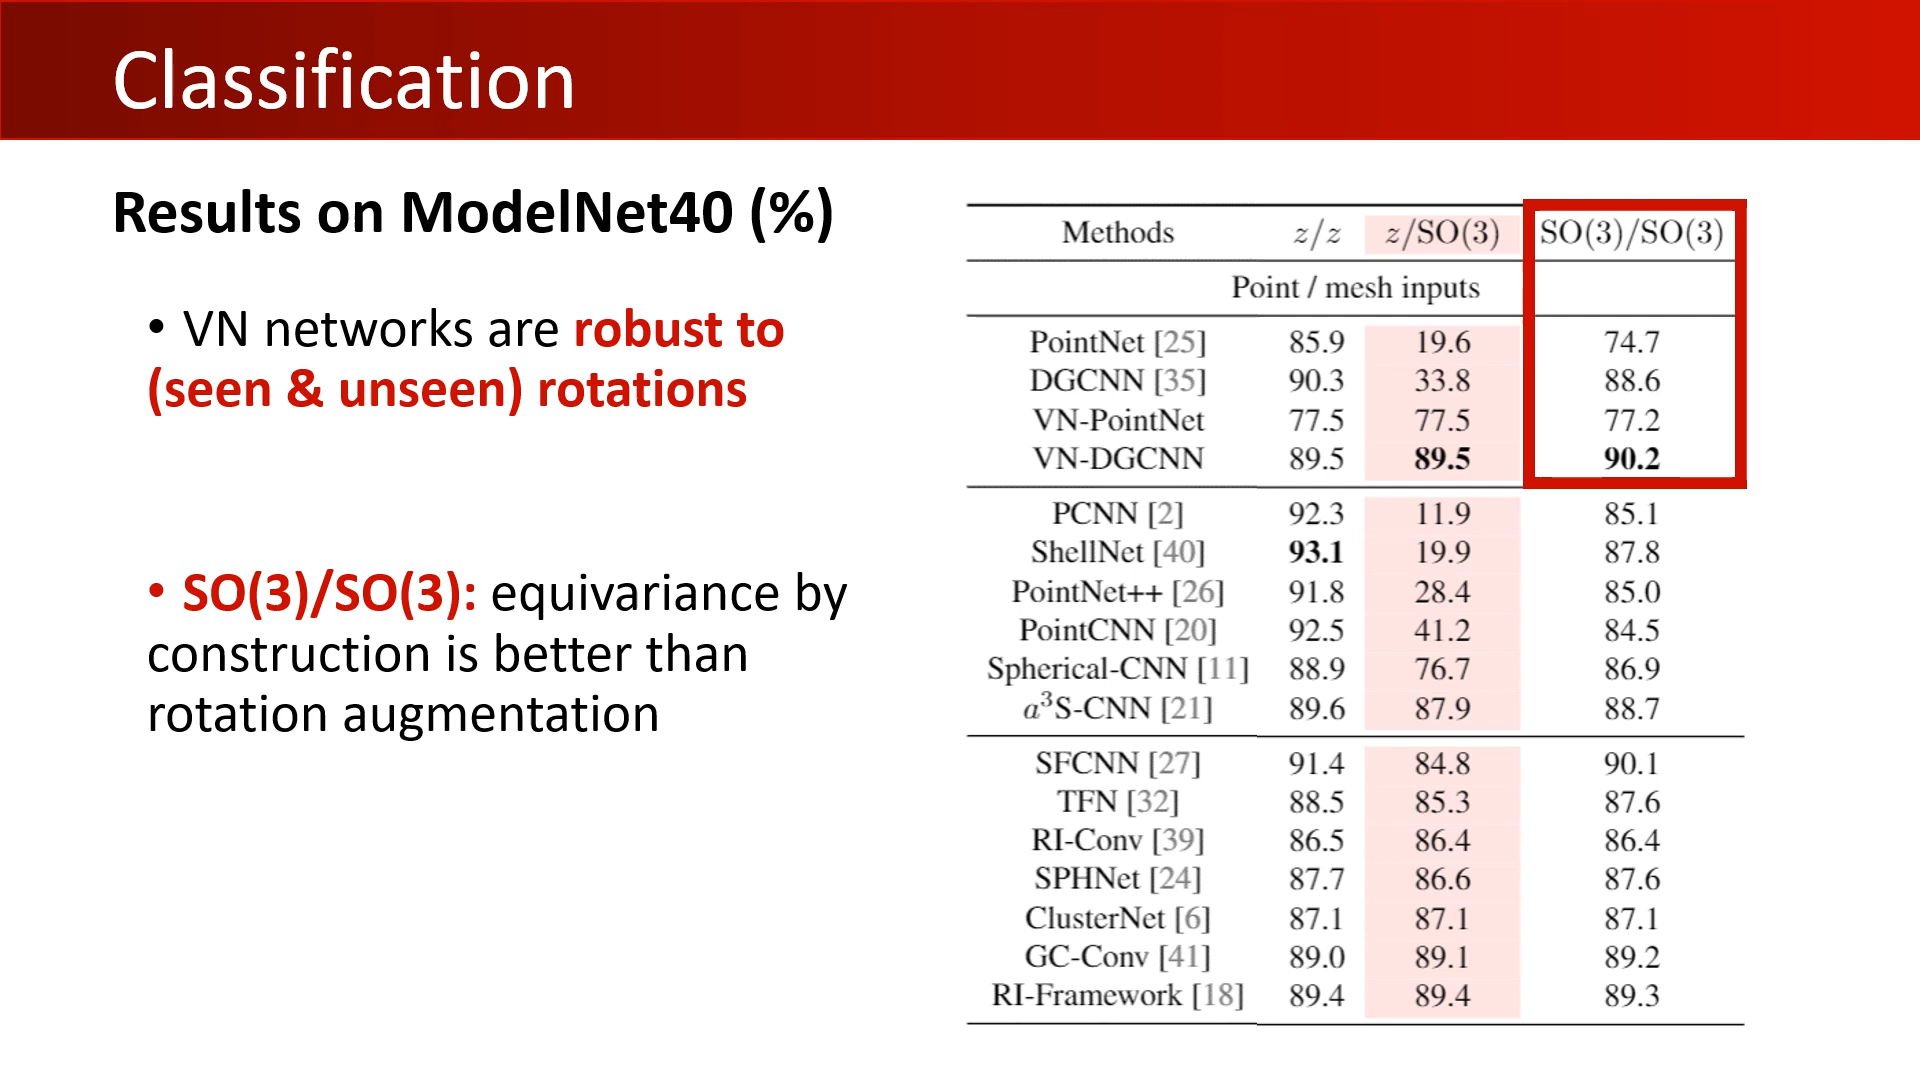 Classification
Results on ModelNet40 (%)
• VN networks are robust to
(seen & unseen) rotations
• SO(3)/SO(3): equivariance by
construction is better than
rotation augmentation
Methods z/z z/SO(3) SO(3)/SO(3)
Point / mesh inputs
PointNet [25] 85.9 19.6 74.7
DGCNN [35] 90.3 33.8 88.6
VN-PointNet 77.5 77.5 77.2
VN-DGCNN 89.5 89.5 90.2
PCNN [2] 92.3 11.9 85.1
ShellNet [40] 93.1 19.9 87.8
PointNet++ [26] 91.8 28.4 85.0
PointCNN [20] 92.5 41.2 84.5
Spherical-CNN [11] 88.9 76.7 86.9
a³S-CNN [21] 89.6 87.9 88.7
SFCNN [27] 91.4 84.8 90.1
TFN [32] 88.5 85.3 87.6
RI-Conv [39] 86.5 86.4 86.4
SPHNet [24] 87.7 86.6 87.6
ClusterNet [6] 87.1 87.1 87.1
GC-Conv [41] 89.0 89.1 89.2
RI-Framework [18] 89.4 89.4 89.3